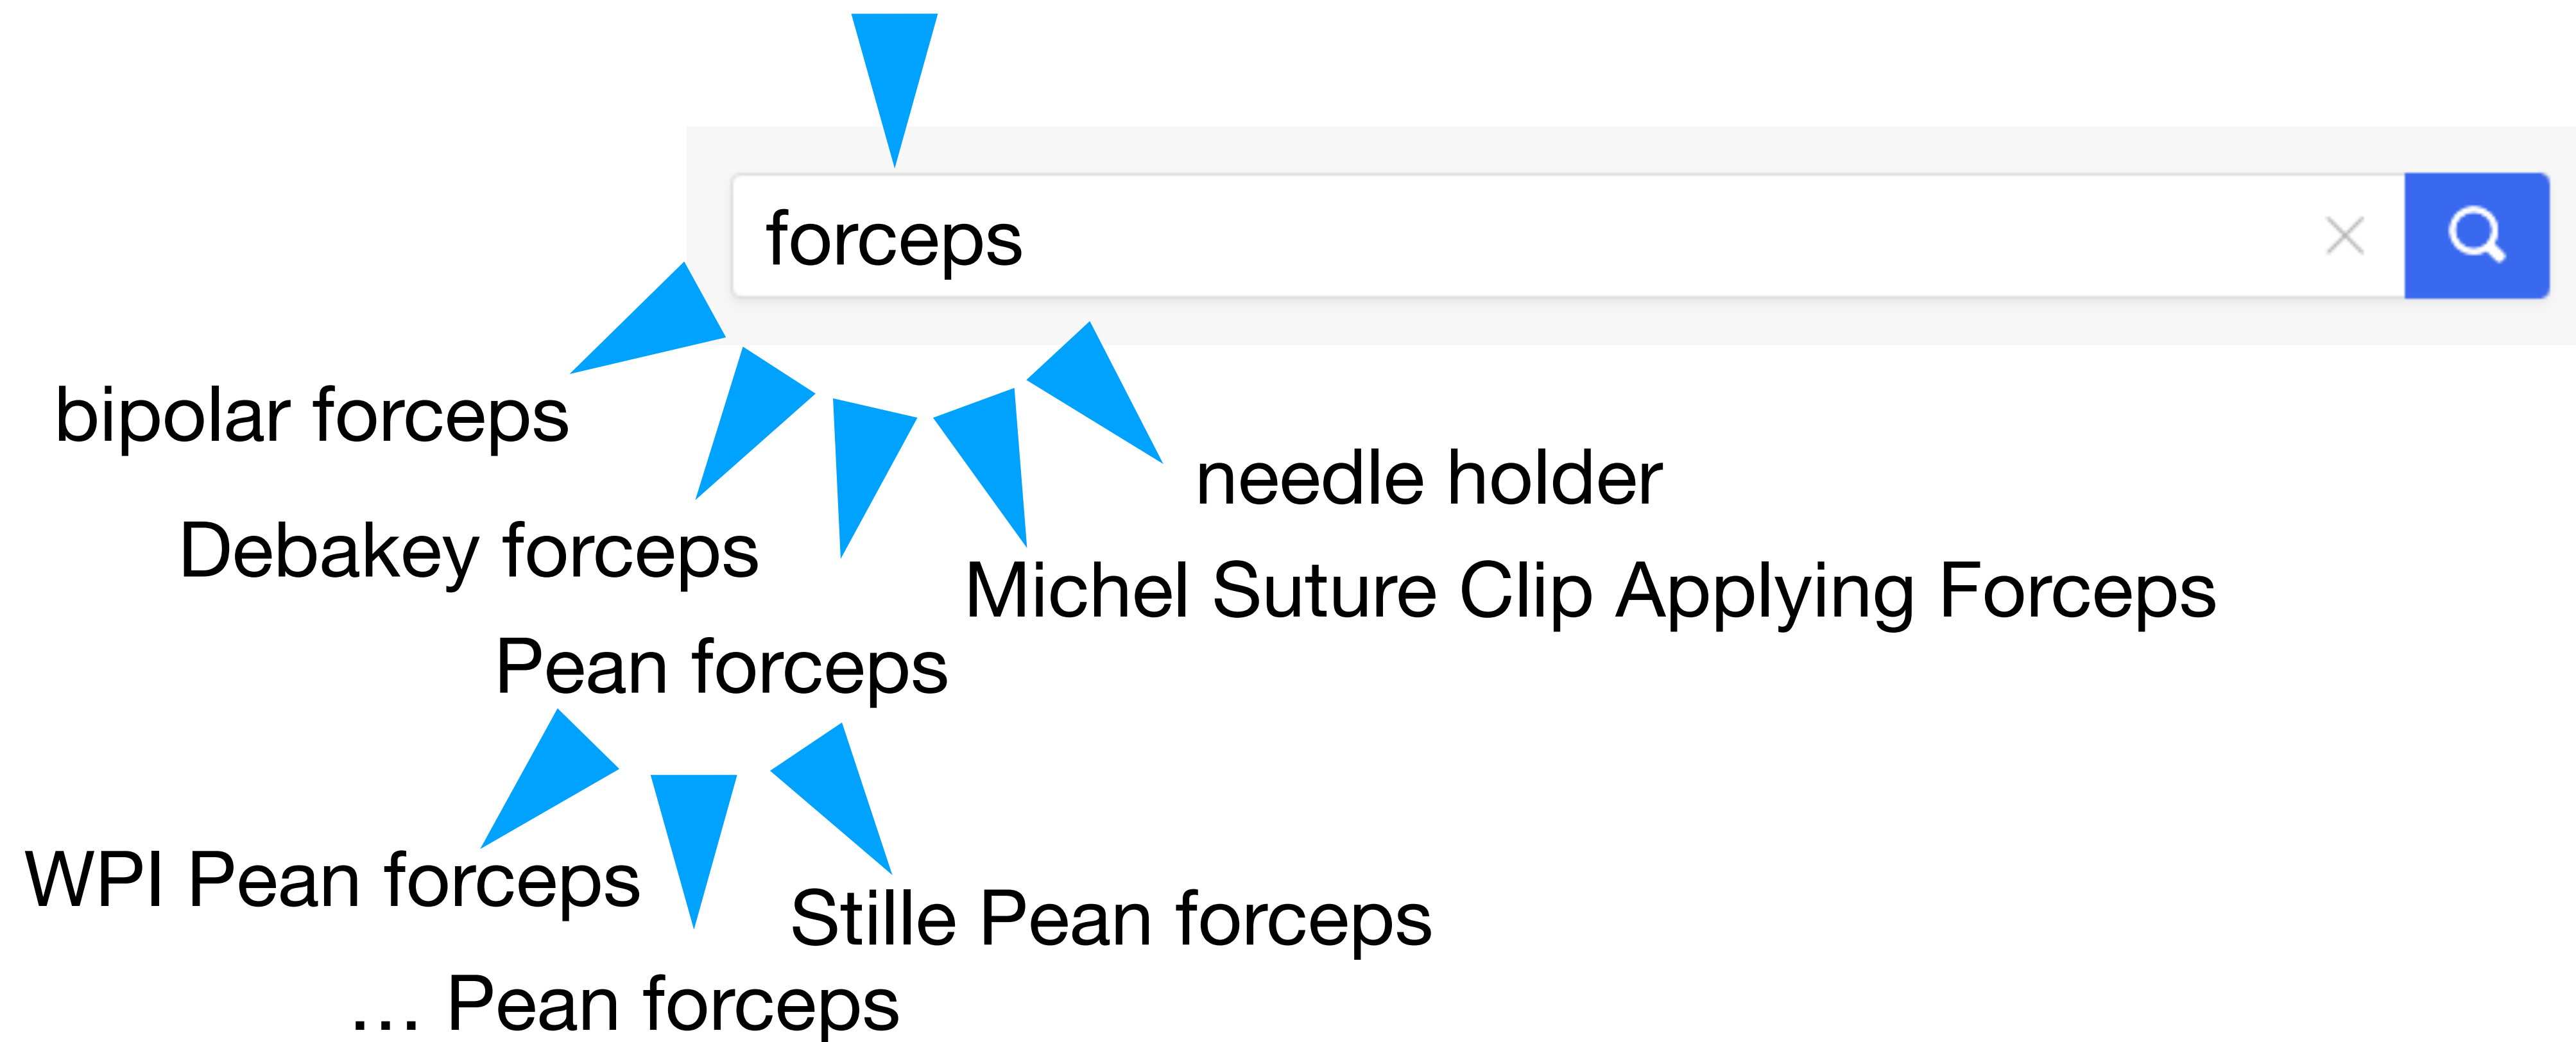 forceps
bipolar forceps
needle holder
Debakey forceps
Michel Suture Clip Applying Forceps
Pean forceps
WPI Pean forceps
Stille Pean forceps
… Pean forceps